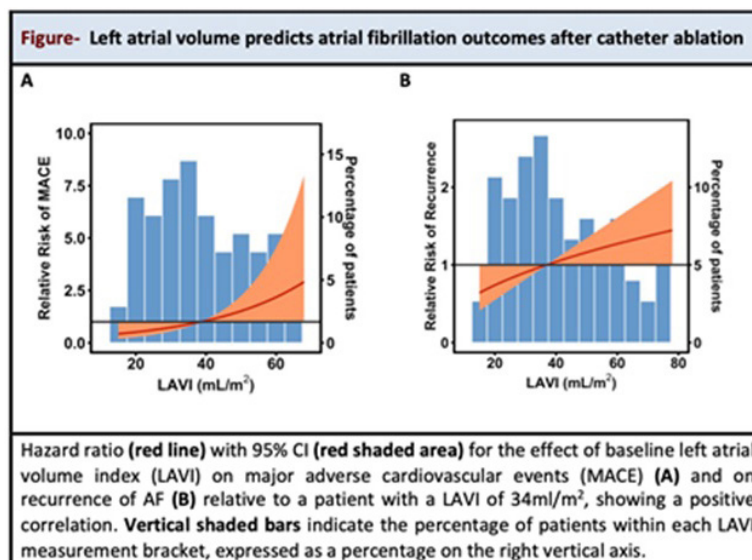 Figure- Left atrial volume predicts atrial fibrillation outcomes after catheter ablation
A
B
10.0
7.5
5.0
2.5
0.0
Relative Risk of MACE
15
10
5
0
Percentage of patients
20 40 60
LAVI (mL/m²)
2
1
0
Relative Risk of Recurrence
10
5
0
Percentage of patients
20 40 60 80
LAVI (mL/m²)
Hazard ratio (red line) with 95% CI (red shaded area) for the effect of baseline left atrial
volume index (LAVI) on major adverse cardiovascular events (MACE) (A) and on
recurrence of AF (B) relative to a patient with a LAVI of 34ml/m², showing a positive
correlation. Vertical shaded bars indicate the percentage of patients within each LAVI
measurement bracket, expressed as a percentage on the right vertical axis.